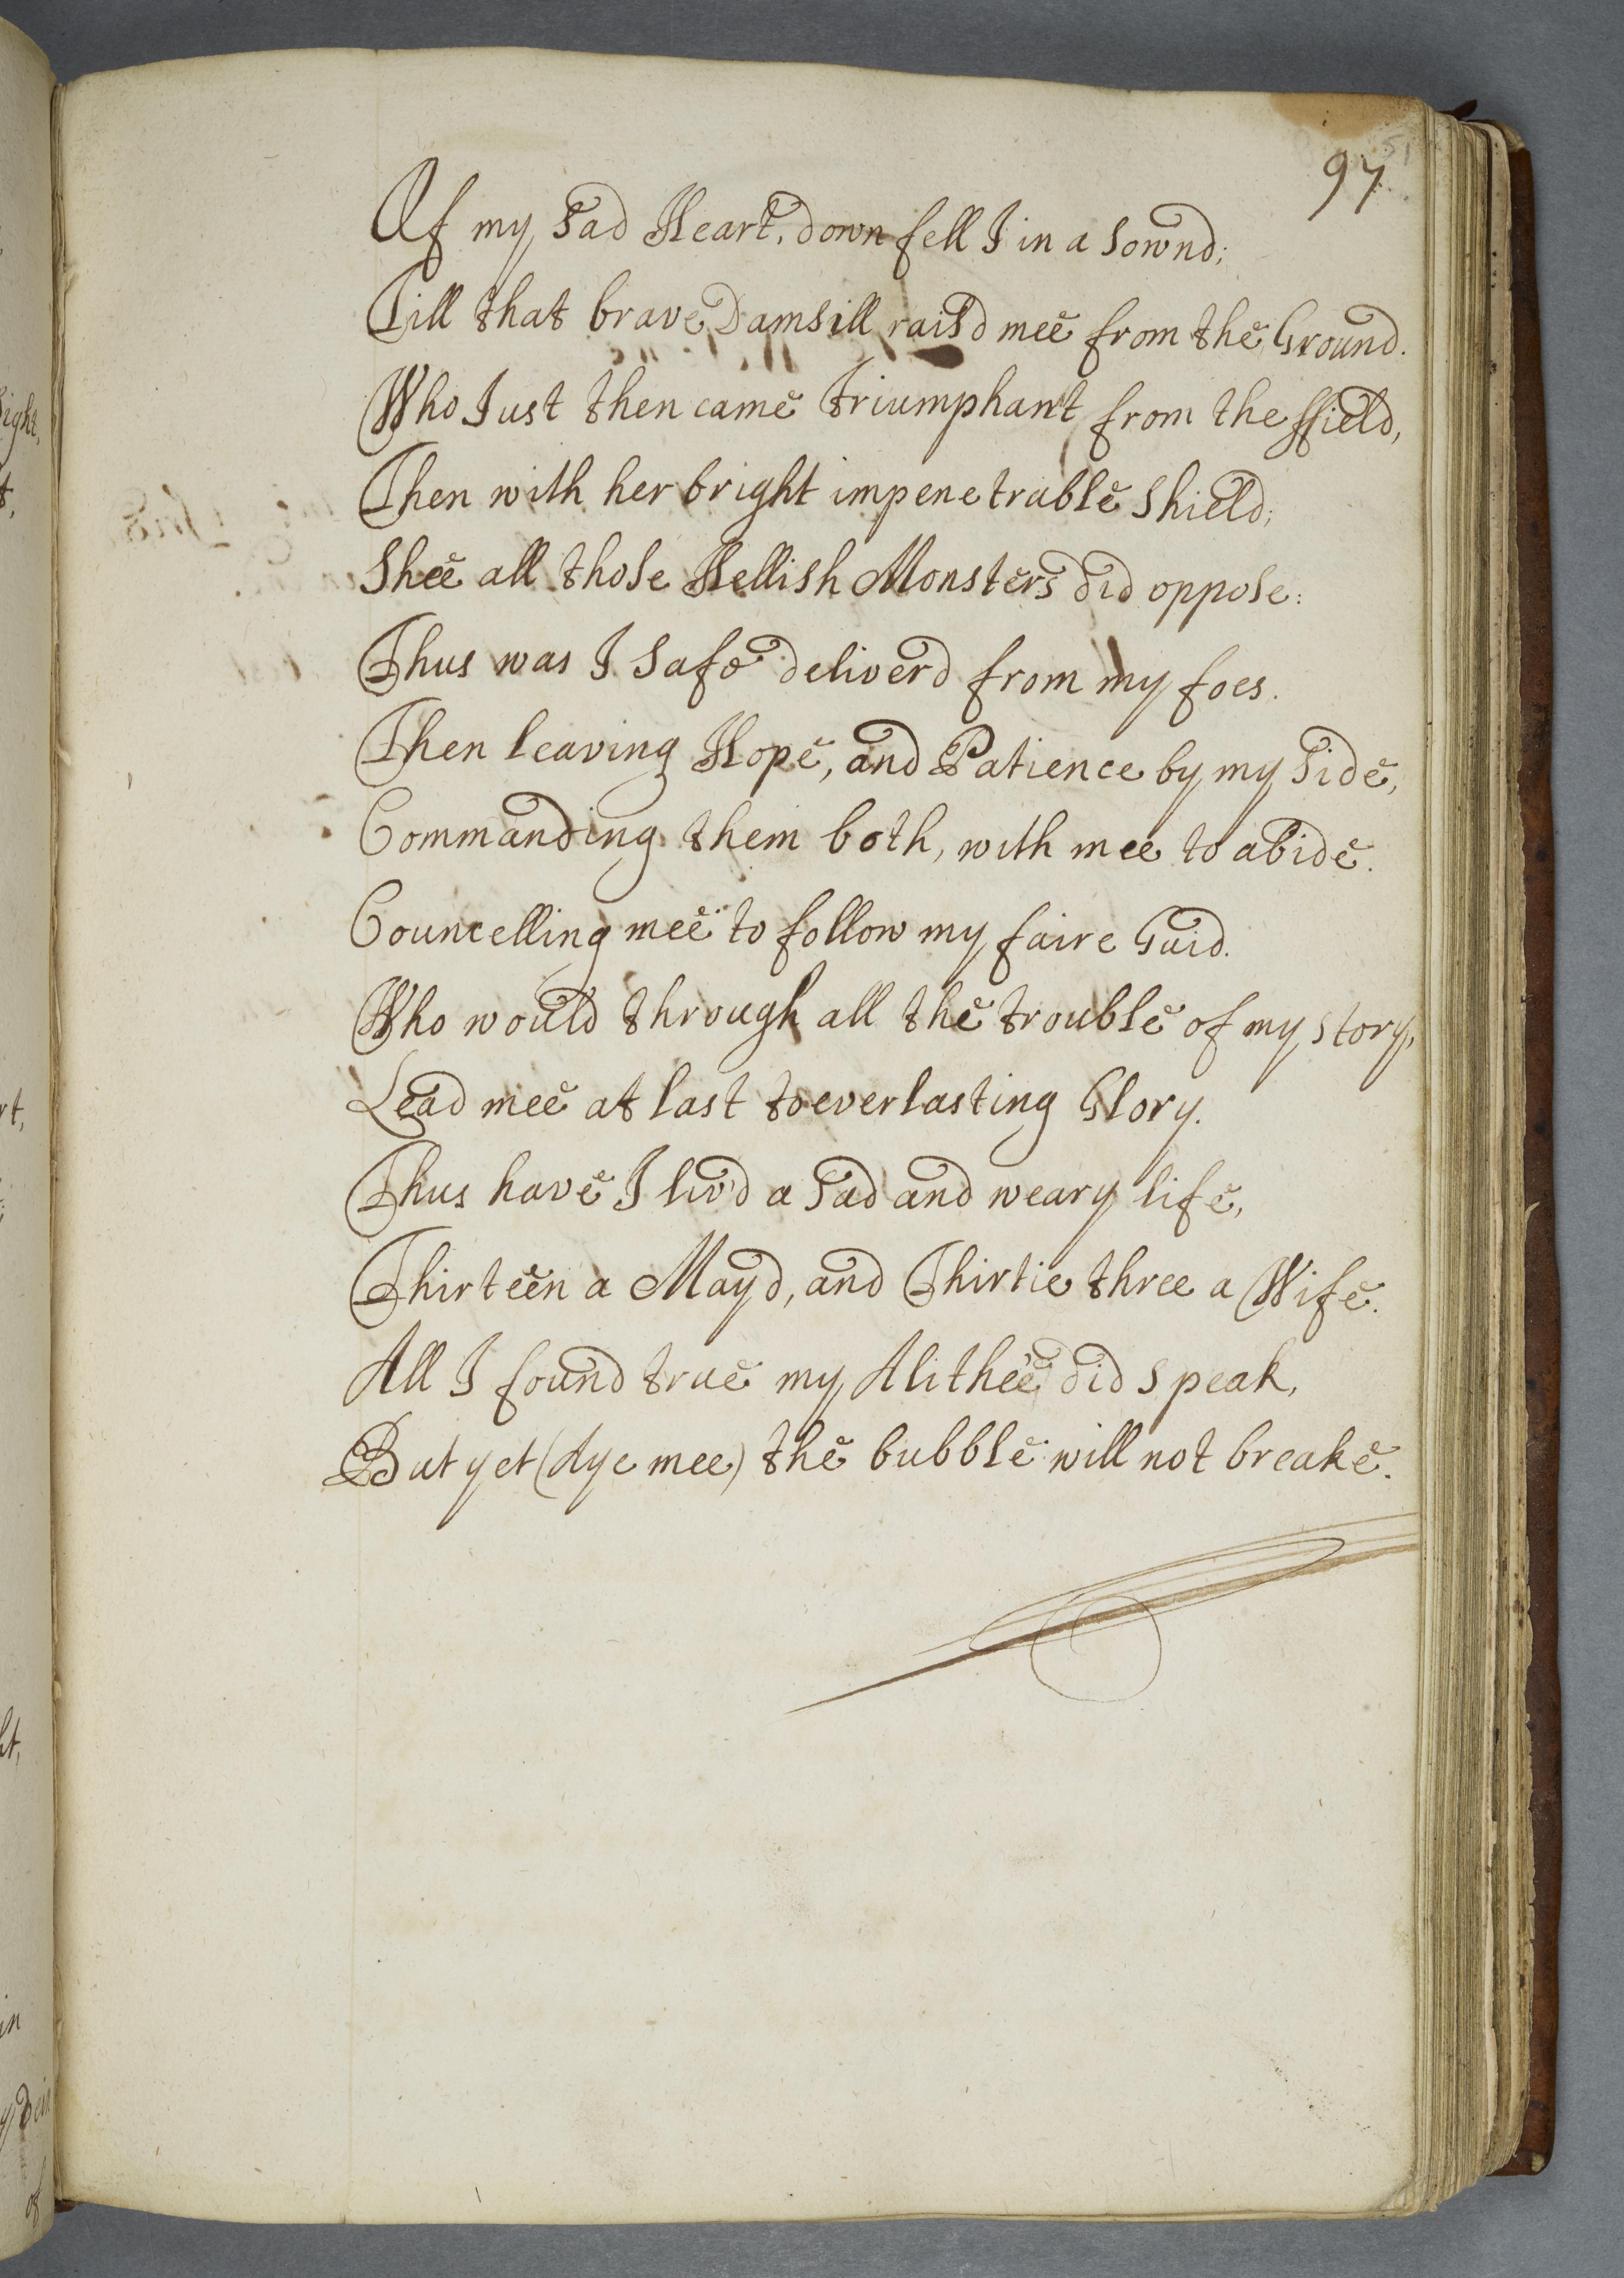 97
51
Of my sad Heart, down fell I in a sownd;
Till that brave Damsill rais'd mee from the Ground.
Who Just then came Triumphant from the ffield,
Then with her bright impenetrable Shield;
Shee all those Hellish Monsters did oppose:
Thus was I safe deliverd from my foes.
Then leaving Hope, and Patience by my side,
Commanding them both, with mee to abide.
Councelling mee to follow my faire Guid.
Who would through all the trouble of my story,
Lead mee at last to everlasting Glory.
Thus have I liv'd a sad and weary life,
Thirteen a Mayd, and Thirtie three a Wife.
All I found true my Alithee did speak,
But yet (Aye mee) the bubble will not breake.